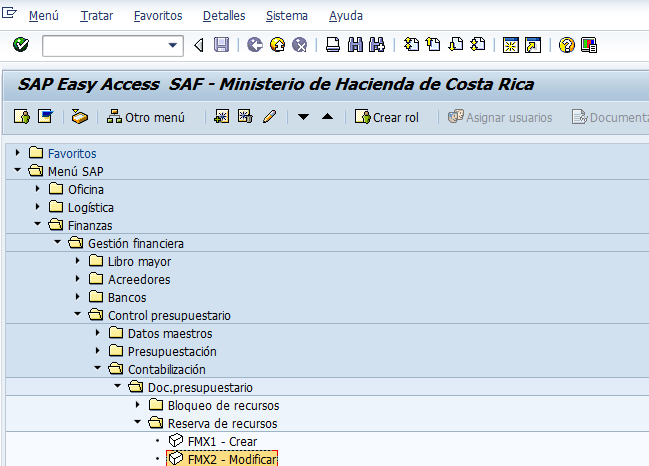 Menú Tratar Favoritos Detalles Sistema Ayuda
SAP Easy Access SAF - Ministerio de Hacienda de Costa Rica
Otro menú Crear rol Asignar usuarios Documenta
Favoritos
Menú SAP
Oficina
Logística
Finanzas
Gestión financiera
Libro mayor
Acreedores
Bancos
Control presupuestario
Datos maestros
Presupuestación
Contabilización
Doc.presupuestario
Bloqueo de recursos
Reserva de recursos
FMX1 - Crear
FMX2 - Modificar